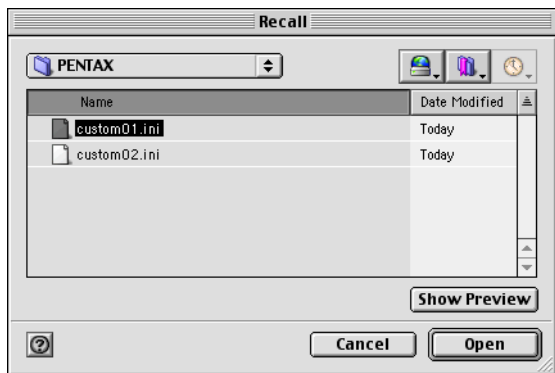 Recall
PENTAX
Name Date Modified
custom01.ini Today
custom02.ini Today
Show Preview
? Cancel Open